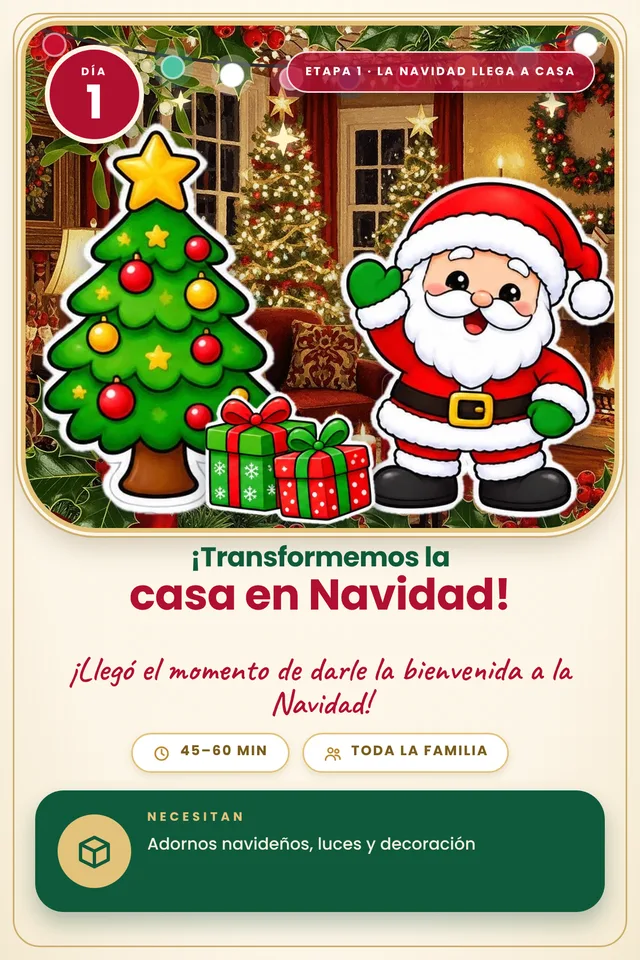 DÍA
1
ETAPA 1 · LA NAVIDAD LLEGA A CASA
¡Transformemos la
casa en Navidad!
¡Llegó el momento de darle la bienvenida a la
Navidad!
45–60 MIN
TODA LA FAMILIA
NECESITAN
Adornos navideños, luces y decoración